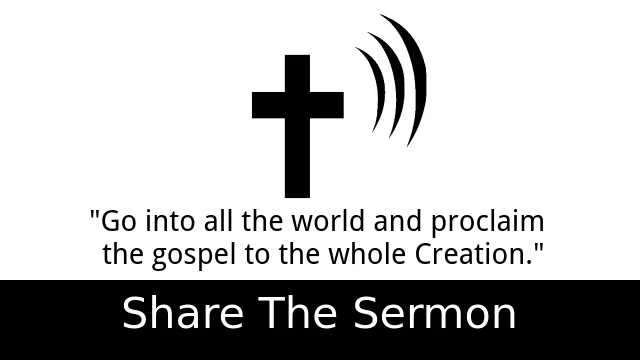 "Go into all the world and proclaim
the gospel to the whole Creation."
Share The Sermon